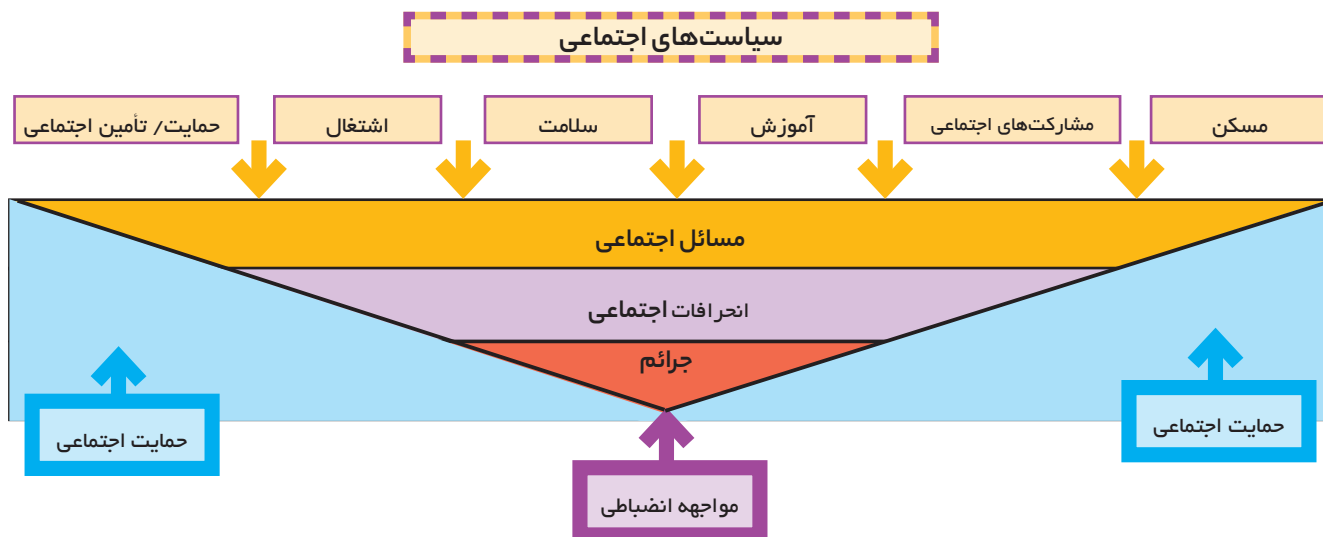 سیاست‌های اجتماعی
مسکن
مشارکت‌های اجتماعی
آموزش
سلامت
اشتغال
حمایت/ تأمین اجتماعی
مسائل اجتماعی
انحرافات اجتماعی
جرائم
حمایت اجتماعی
مواجهه انضباطی
حمایت اجتماعی